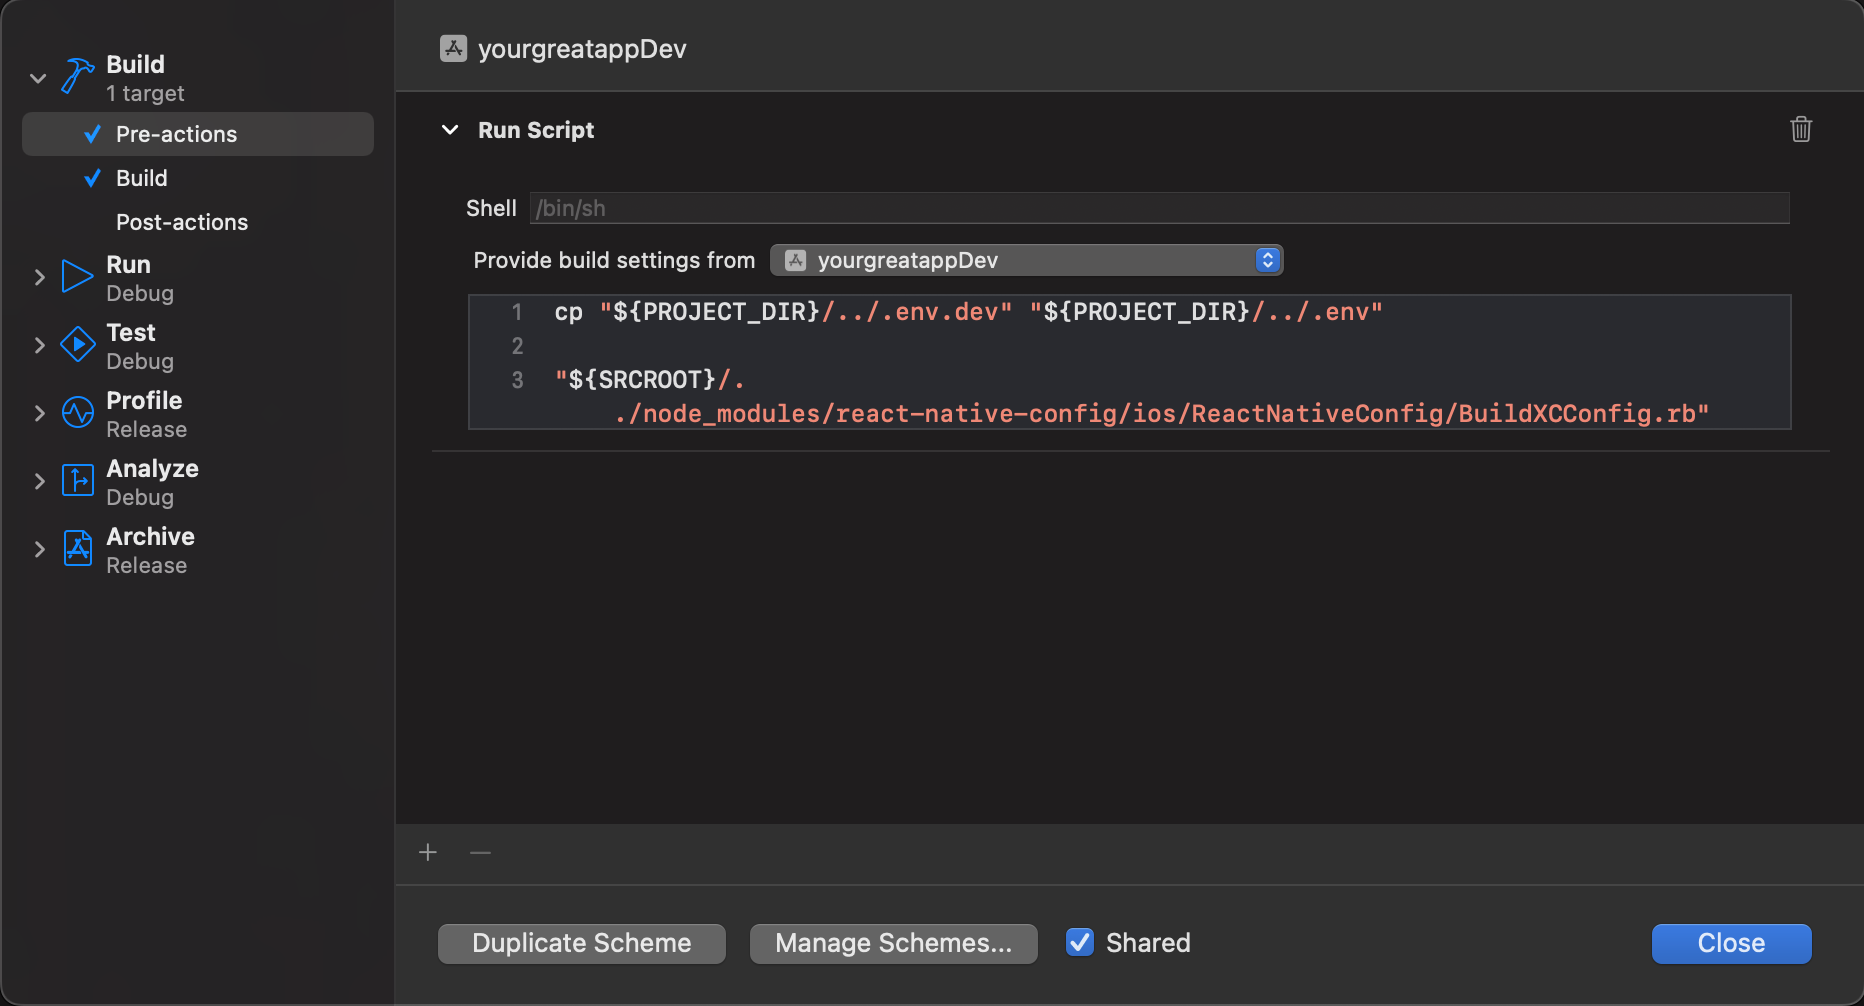 Build
1 target
Pre-actions
Build
Post-actions
Run
Debug
Test
Debug
Profile
Release
Analyze
Debug
Archive
Release
yourgreatappDev
Run Script
Shell /bin/sh
Provide build settings from yourgreatappDev
1 cp "${PROJECT_DIR}/../.env.dev" "${PROJECT_DIR}/../.env"
2
3 "${SRCROOT}/.
./node_modules/react-native-config/ios/ReactNativeConfig/BuildXCConfig.rb"
Duplicate Scheme Manage Schemes... Shared Close